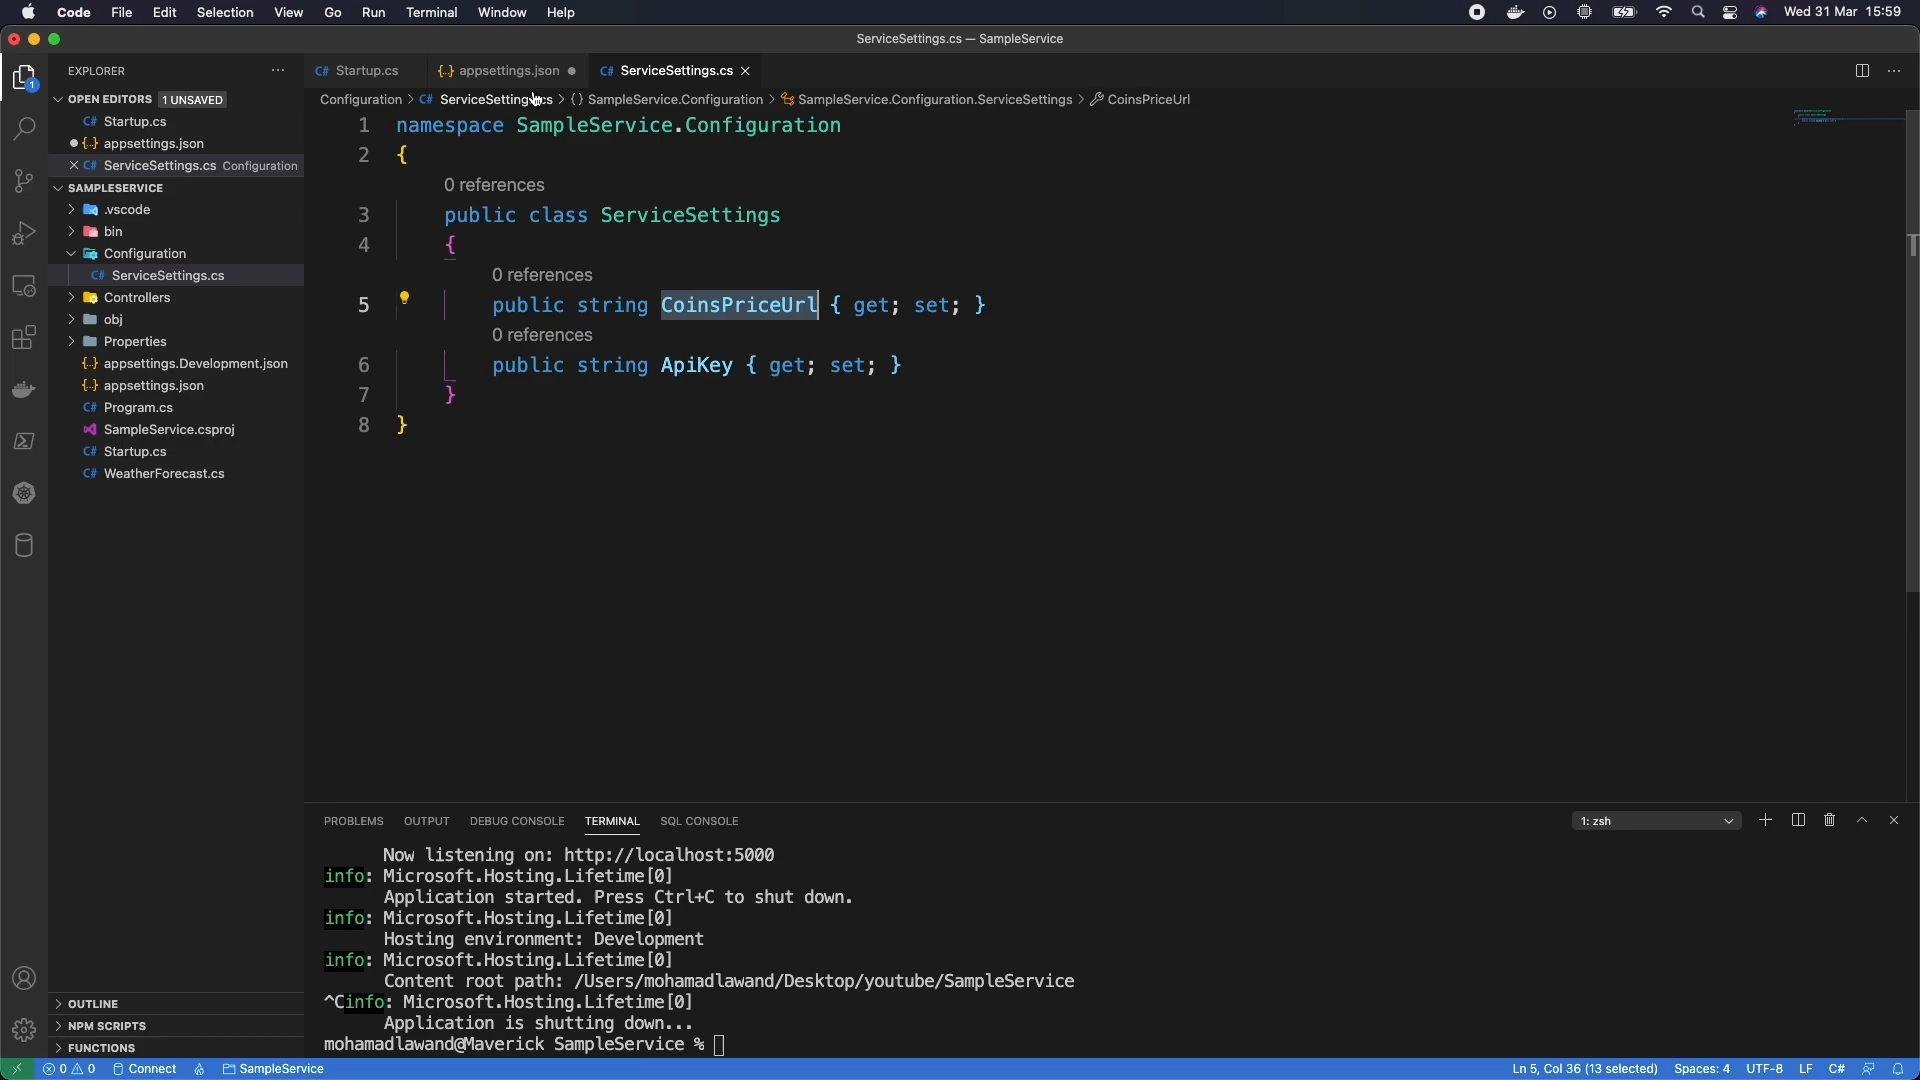 Code File Edit Selection View Go Run Terminal Window Help Wed 31 Mar 15:59
ServiceSettings.cs — SampleService
EXPLORER
C# Startup.cs {..} appsettings.json C# ServiceSettings.cs
OPEN EDITORS 1 UNSAVED
C# Startup.cs
{..} appsettings.json
C# ServiceSettings.cs Configuration
SAMPLESERVICE
.vscode
bin
Configuration
C# ServiceSettings.cs
Controllers
obj
Properties
{..} appsettings.Development.json
{..} appsettings.json
C# Program.cs
SampleService.csproj
C# Startup.cs
C# WeatherForecast.cs
OUTLINE
NPM SCRIPTS
FUNCTIONS
1
Configuration > C# ServiceSettings.cs > {} SampleService.Configuration > SampleService.Configuration.ServiceSettings > CoinsPriceUrl
1 namespace SampleService.Configuration
2 {
0 references
3 public class ServiceSettings
4 {
0 references
5 public string CoinsPriceUrl { get; set; }
0 references
6 public string ApiKey { get; set; }
7 }
8 }
PROBLEMS OUTPUT DEBUG CONSOLE TERMINAL SQL CONSOLE 1: zsh
Now listening on: http://localhost:5000
info: Microsoft.Hosting.Lifetime[0]
Application started. Press Ctrl+C to shut down.
info: Microsoft.Hosting.Lifetime[0]
Hosting environment: Development
info: Microsoft.Hosting.Lifetime[0]
Content root path: /Users/mohamadlawand/Desktop/youtube/SampleService
^Cinfo: Microsoft.Hosting.Lifetime[0]
Application is shutting down...
mohamadlawand@Maverick SampleService %
0 0 Connect SampleService Ln 5, Col 36 (13 selected) Spaces: 4 UTF-8 LF C#